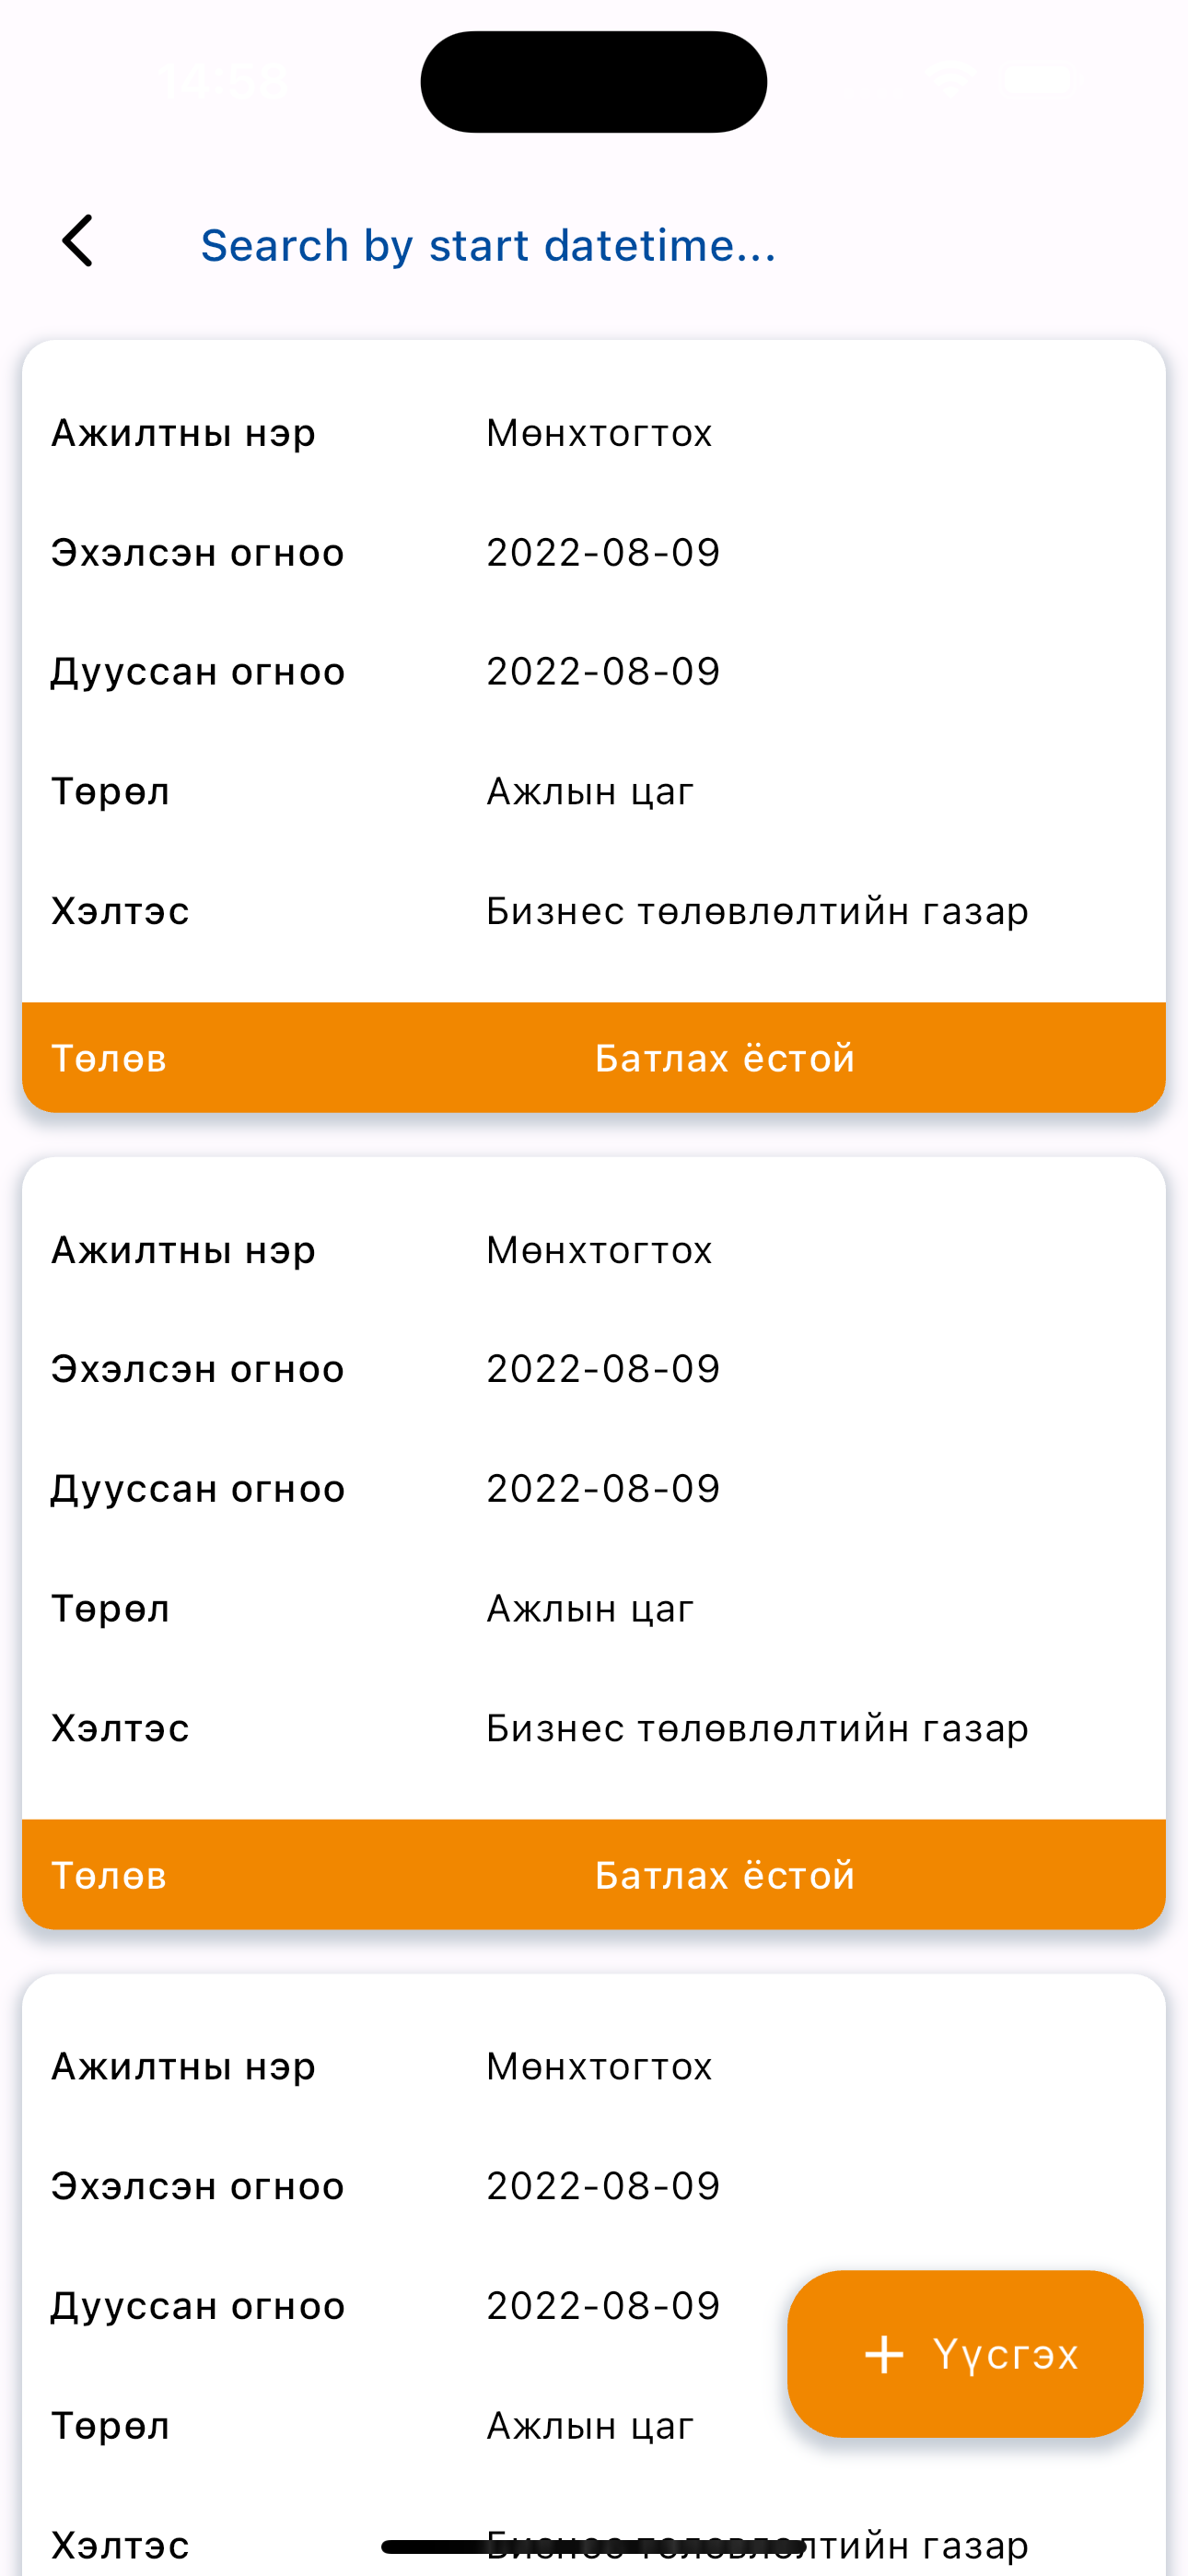 14:58
Search by start datetime...
Ажилтны нэр Мөнхтогтох
Эхэлсэн огноо 2022-08-09
Дууссан огноо 2022-08-09
Төрөл Ажлын цаг
Хэлтэс Бизнес төлөвлөлтийн газар
Төлөв Батлах ёстой
Ажилтны нэр Мөнхтогтох
Эхэлсэн огноо 2022-08-09
Дууссан огноо 2022-08-09
Төрөл Ажлын цаг
Хэлтэс Бизнес төлөвлөлтийн газар
Төлөв Батлах ёстой
Ажилтны нэр Мөнхтогтох
Эхэлсэн огноо 2022-08-09
Дууссан огноо 2022-08-09
+ Үүсгэх
Төрөл Ажлын цаг
Хэлтэс Бизнес төлөвлөлтийн газар